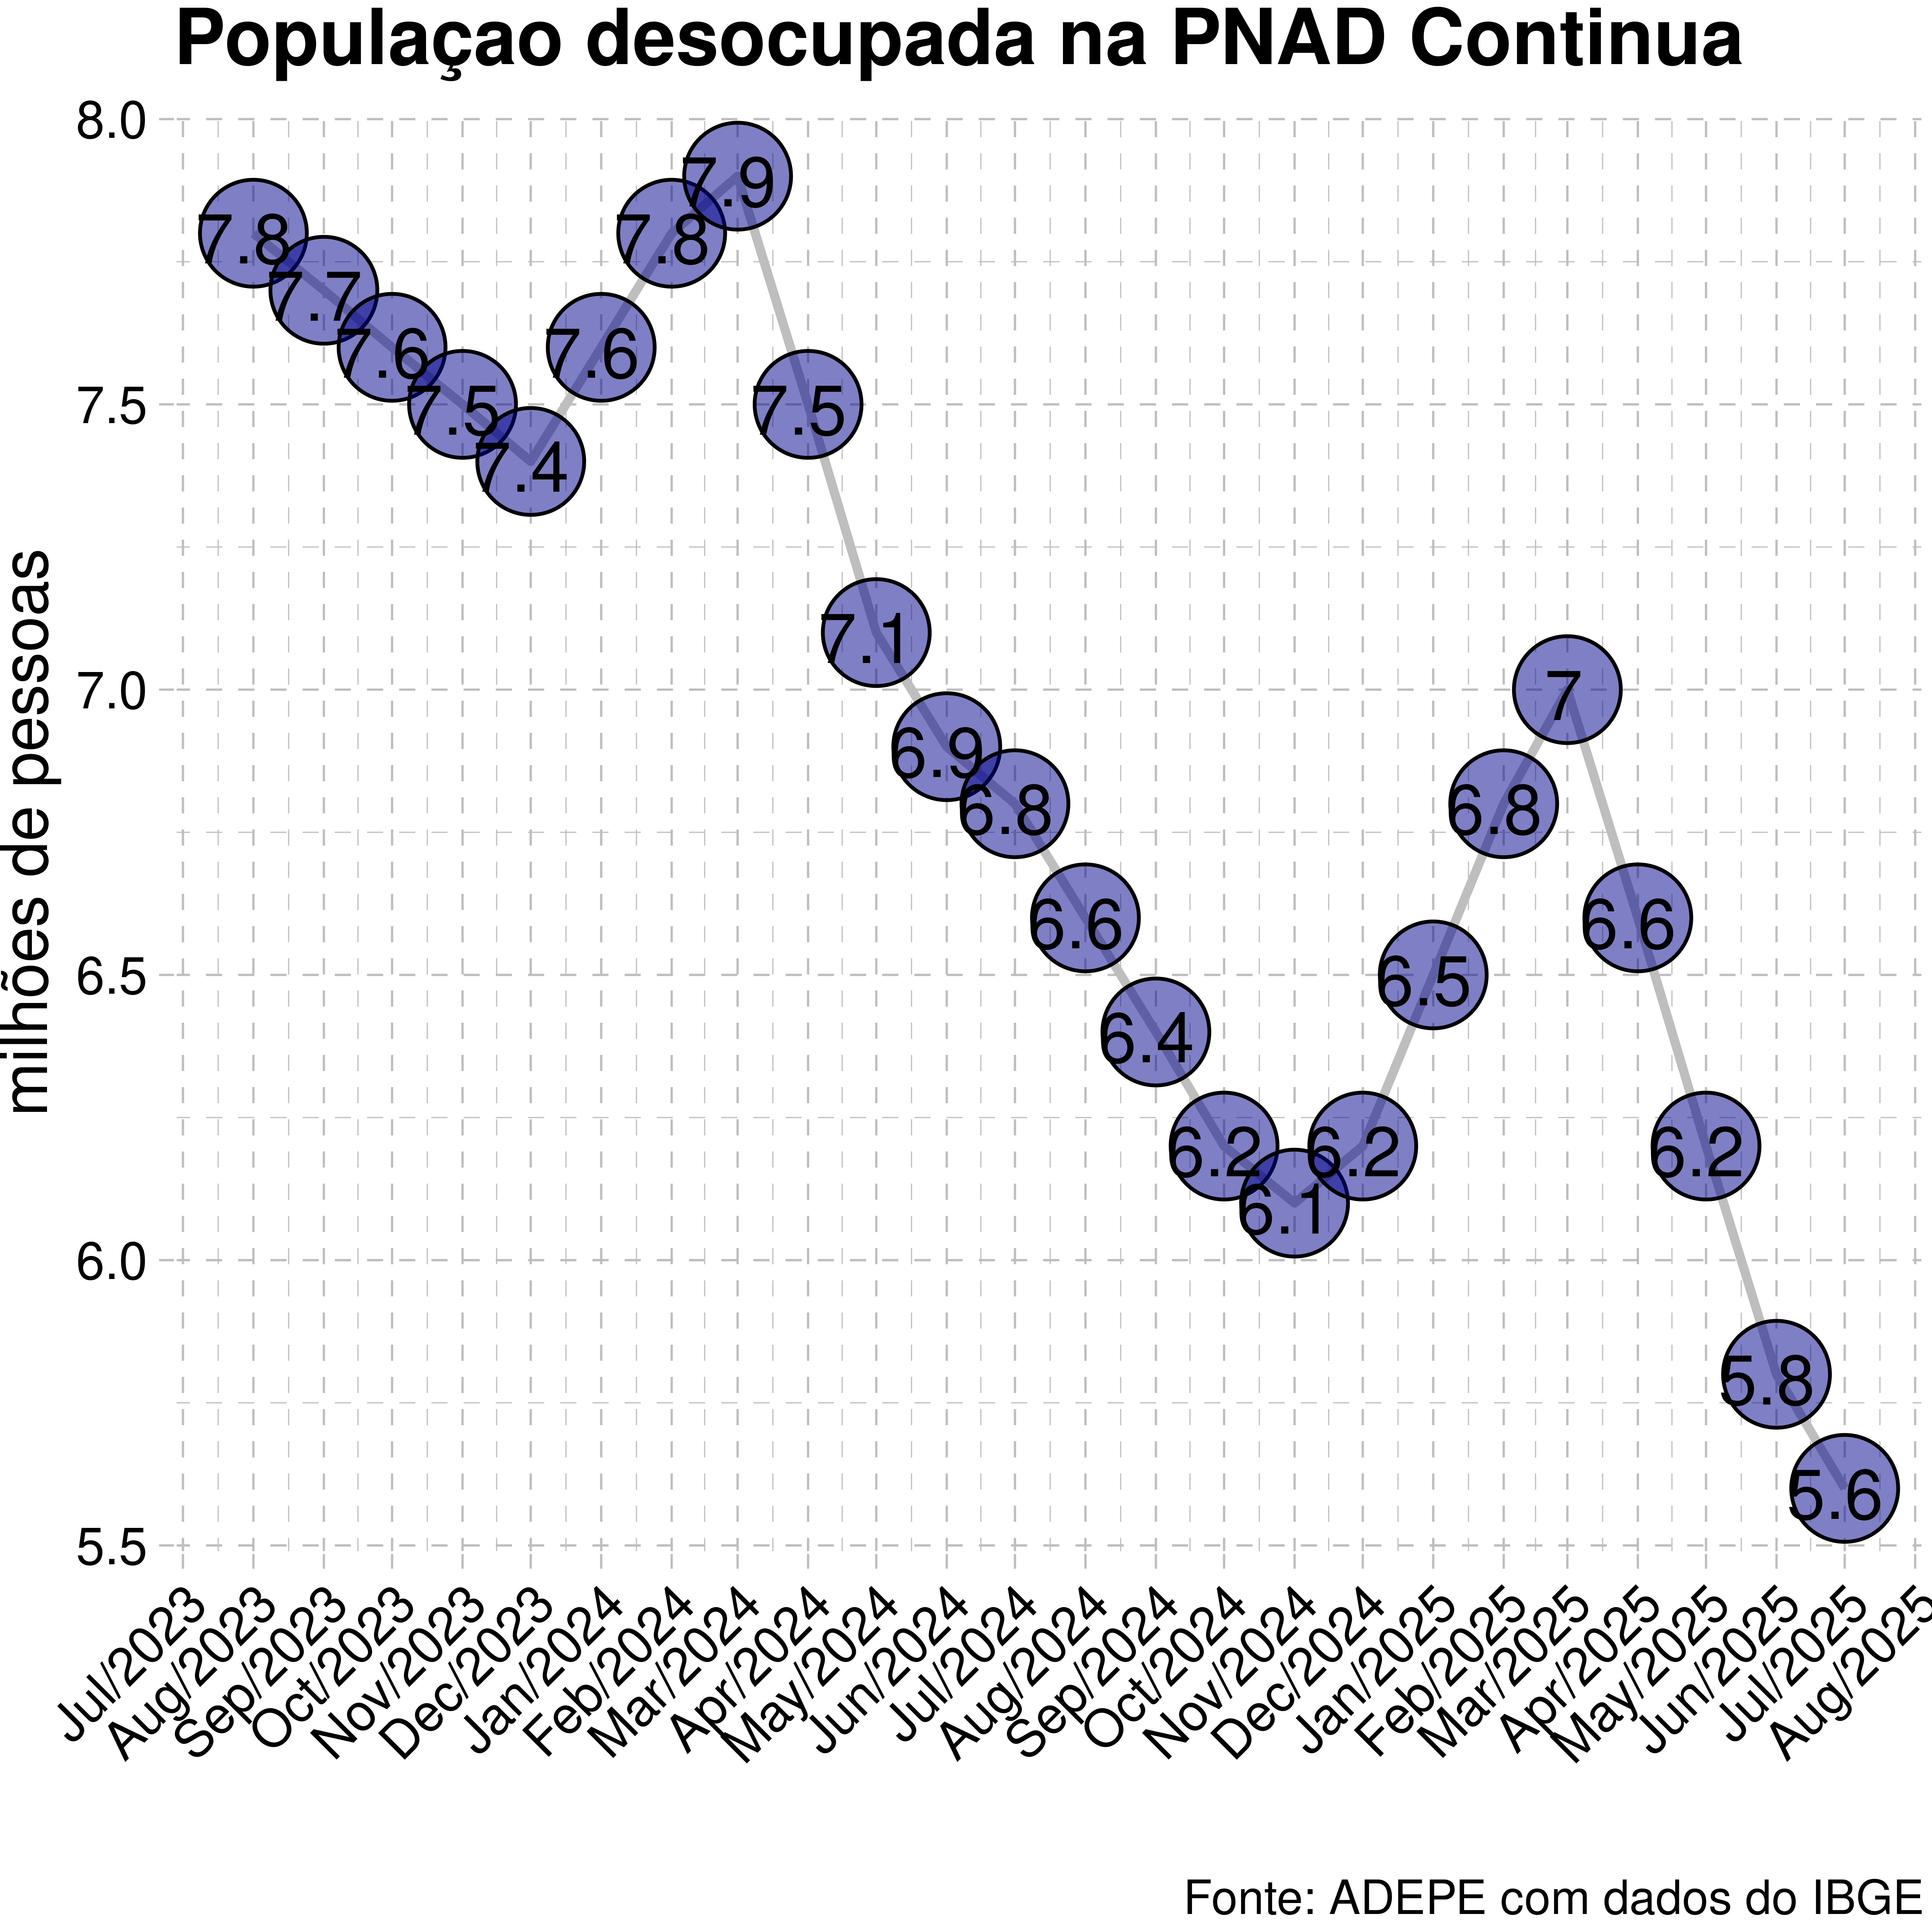 Populaçao desocupada na PNAD Continua
milhões de pessoas
8.0
7.5
7.0
6.5
6.0
5.5
7.8
7.7
7.6
7.5
7.4
7.6
7.8
7.9
7.5
7.1
6.9
6.8
6.6
6.4
6.2
6.1
6.2
6.5
6.8
7
6.6
6.2
5.8
5.6
Jul/2023
Aug/2023
Sep/2023
Oct/2023
Nov/2023
Dec/2023
Jan/2024
Feb/2024
Mar/2024
Apr/2024
May/2024
Jun/2024
Jul/2024
Aug/2024
Sep/2024
Oct/2024
Nov/2024
Dec/2024
Jan/2025
Feb/2025
Mar/2025
Apr/2025
May/2025
Jun/2025
Jul/2025
Aug/2025
Fonte: ADEPE com dados do IBGE